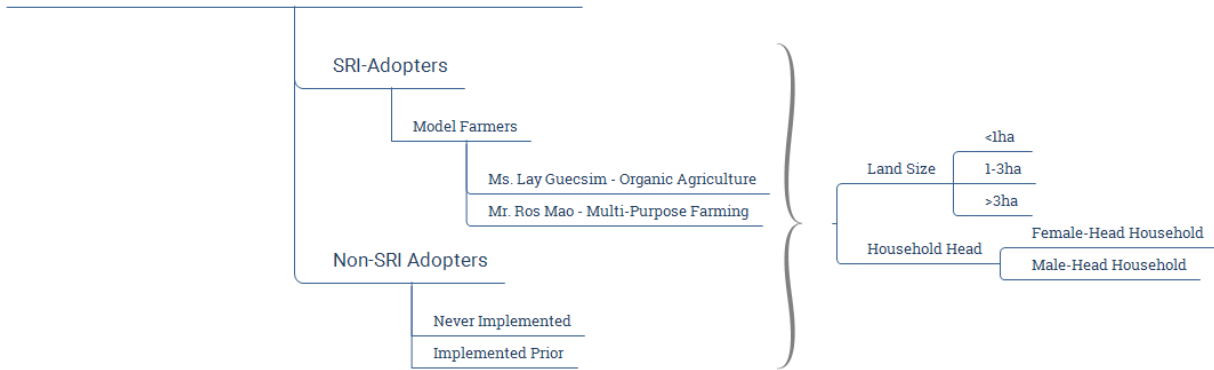 SRI-Adopters
Model Farmers
Ms. Lay Guecsim - Organic Agriculture
Mr. Ros Mao - Multi-Purpose Farming
Non-SRI Adopters
Never Implemented
Implemented Prior
Land Size
<1ha
1-3ha
>3ha
Household Head
Female-Head Household
Male-Head Household